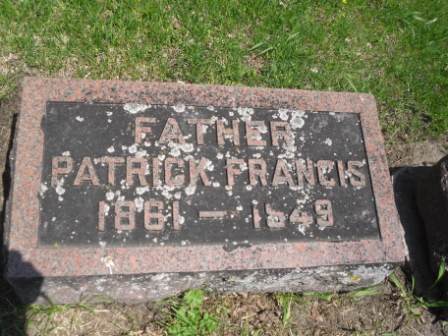 FATHER
PATRICK FRANCIS
1861 — 1949